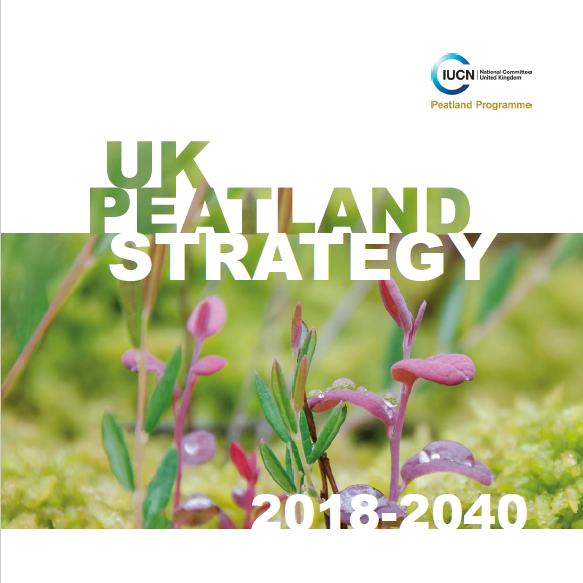 IUCN
National Committee
United Kingdom
Peatland Programme
UK
PEATLAND
STRATEGY
2018-2040